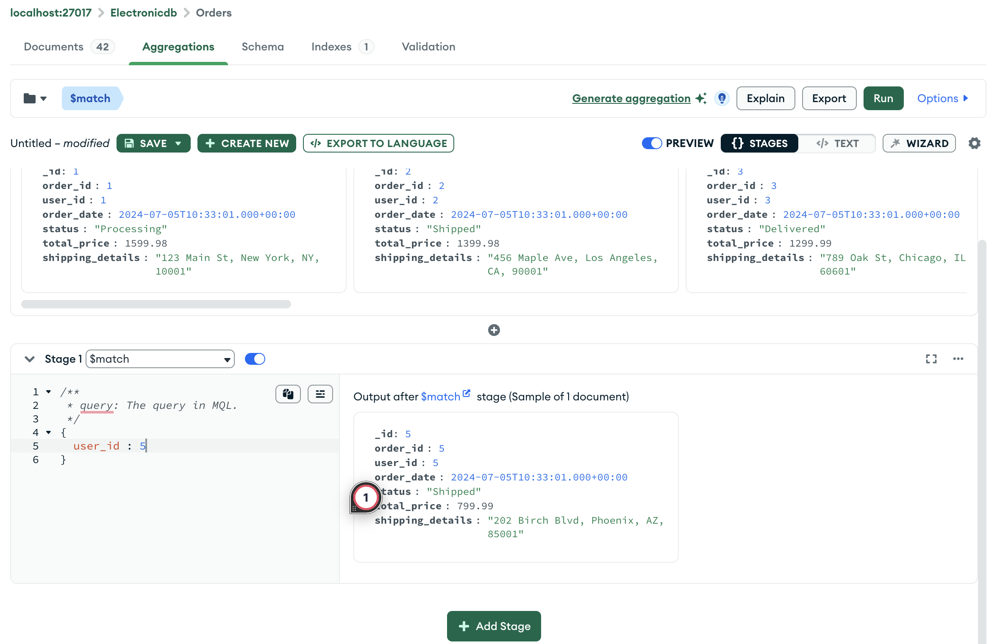 localhost:27017 > Electronicdb > Orders
Documents 42 Aggregations Schema Indexes 1 Validation
$match Generate aggregation Explain Export Run Options
Untitled – modified SAVE CREATE NEW </> EXPORT TO LANGUAGE PREVIEW {} STAGES </> TEXT WIZARD
_id: 1
order_id : 1
user_id : 1
order_date : 2024-07-05T10:33:01.000+00:00
status : "Processing"
total_price : 1599.98
shipping_details : "123 Main St, New York, NY,
10001"
_id: 2
order_id : 2
user_id : 2
order_date : 2024-07-05T10:33:01.000+00:00
status : "Shipped"
total_price : 1399.98
shipping_details : "456 Maple Ave, Los Angeles,
CA, 90001"
_id: 3
order_id : 3
user_id : 3
order_date : 2024-07-05T10:33:01.000+00:00
status : "Delivered"
total_price : 1299.99
shipping_details : "789 Oak St, Chicago, IL
60601"
Stage 1 $match
1 /**
2 * query: The query in MQL.
3 */
4 {
5 user_id : 5
6 }
Output after $match stage (Sample of 1 document)
_id: 5
order_id : 5
user_id : 5
order_date : 2024-07-05T10:33:01.000+00:00
1 tatus : "Shipped"
otal_price : 799.99
shipping_details : "202 Birch Blvd, Phoenix, AZ,
85001"
+ Add Stage